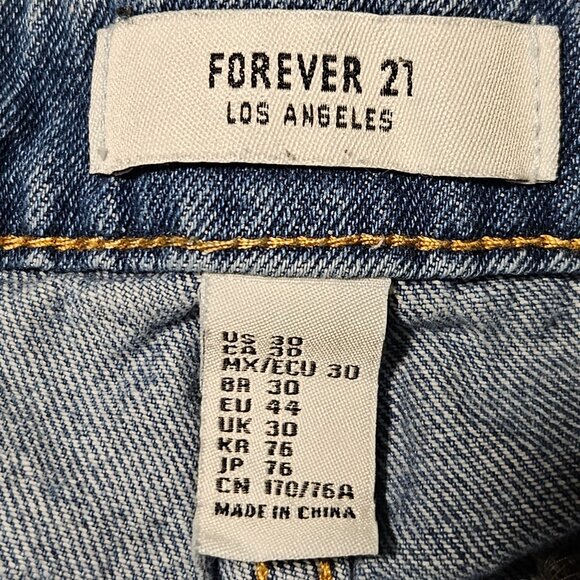 FOREVER 21
LOS ANGELES
US 30
CA 30
MX/ECU 30
BR 30
EU 44
UK 30
KR 76
JP 76
CN 170/76A
MADE IN CHINA